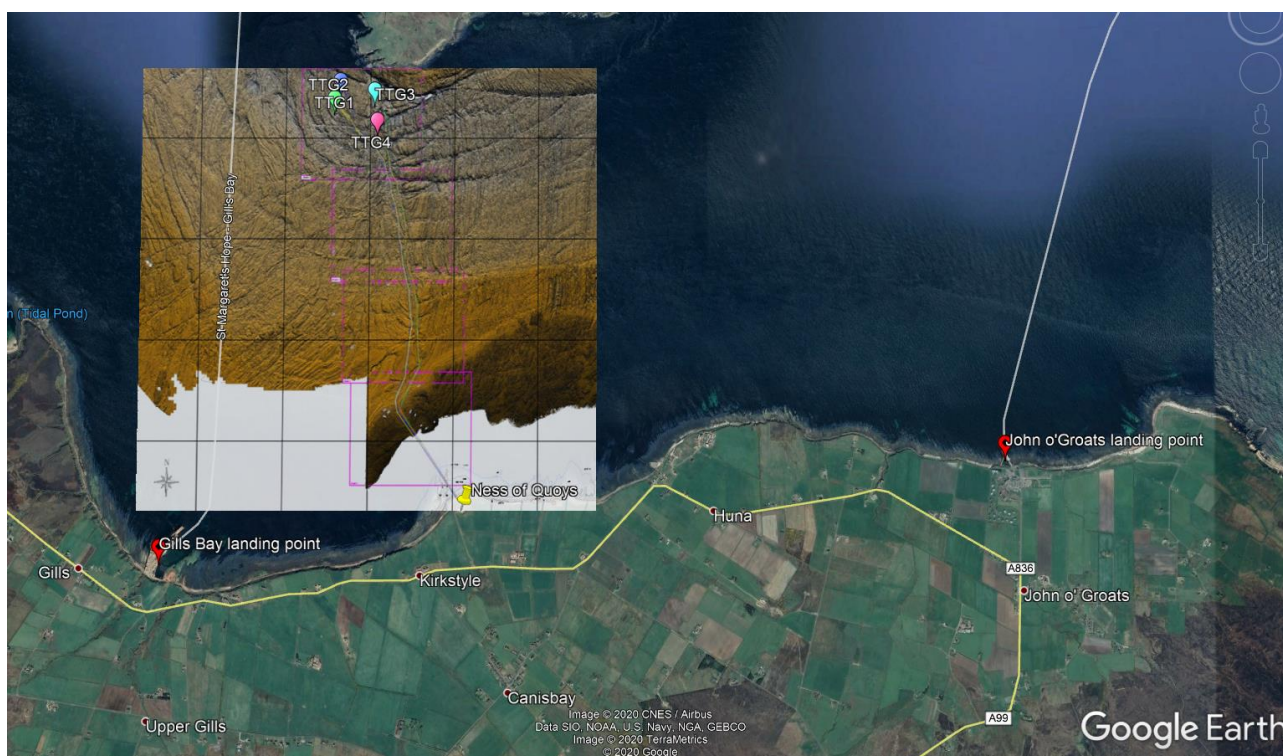 TTG2
TTG1
TTG3
TTG4
St Margaret's Hope - Gills Bay
n (Tidal Pond)
John o'Groats landing point
Ness of Quoys
Huna
Gills Bay landing point
Gills
Kirkstyle
A836
John o' Groats
Canisbay
Upper Gills
A99
Image © 2020 CNES / Airbus
Data SIO, NOAA, U.S. Navy, NGA, GEBCO
Image © 2020 TerraMetrics
© 2020 Google
Google Earth